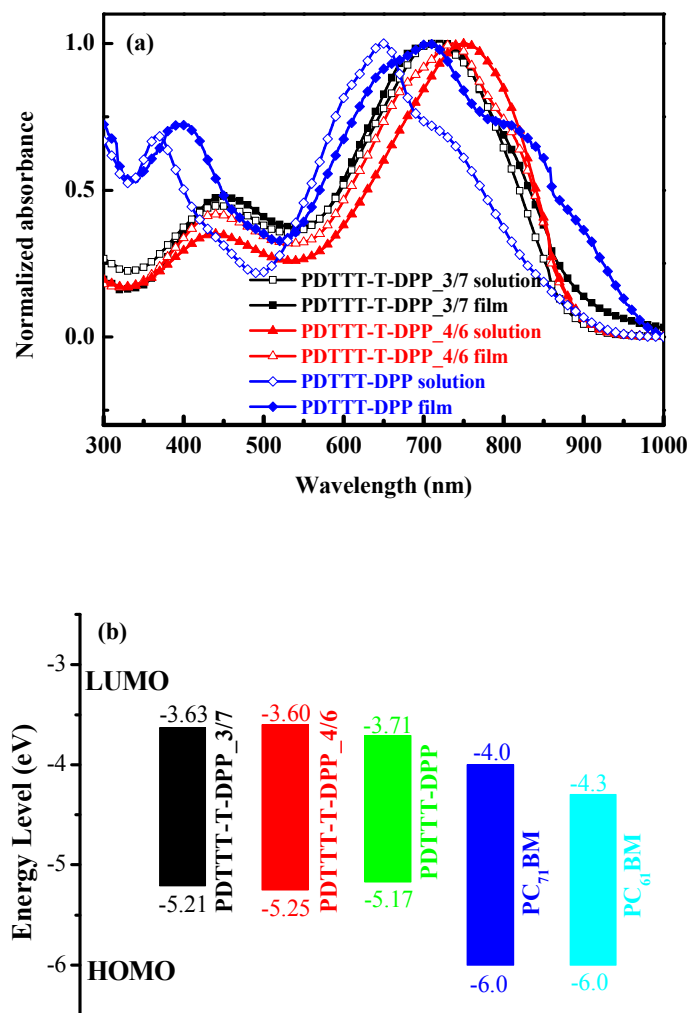 (a)
Normalized absorbance
1.0
0.5
0.0
PDTTT-T-DPP_3/7 solution
PDTTT-T-DPP_3/7 film
PDTTT-T-DPP_4/6 solution
PDTTT-T-DPP_4/6 film
PDTTT-DPP solution
PDTTT-DPP film
300 400 500 600 700 800 900 1000
Wavelength (nm)
(b)
Energy Level (eV)
-3
-4
-5
-6
LUMO
HOMO
-3.63
PDTTT-T-DPP_3/7
-5.21
-3.60
PDTTT-T-DPP_4/6
-5.25
-3.71
PDTTT-DPP
-5.17
-4.0
PC71BM
-6.0
-4.3
PC61BM
-6.0